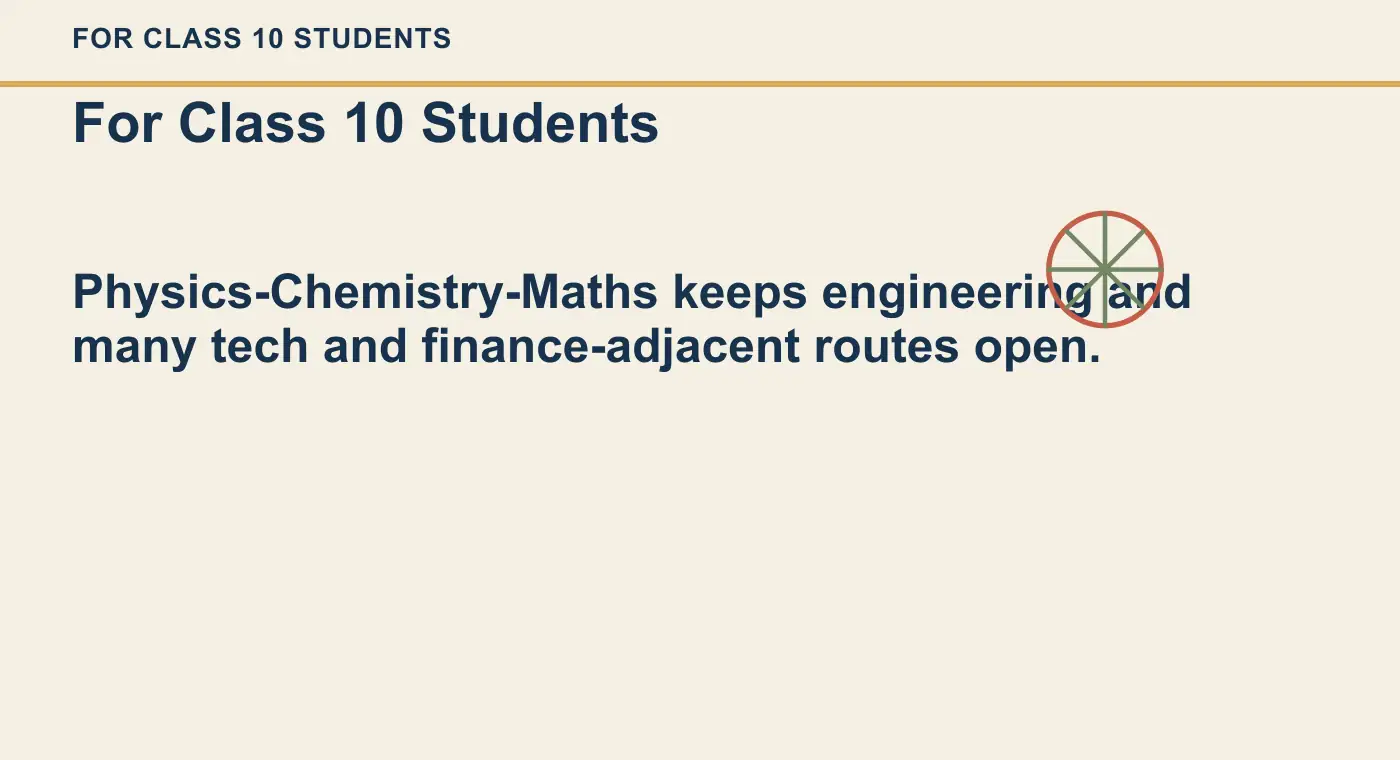 FOR CLASS 10 STUDENTS
For Class 10 Students
Physics-Chemistry-Maths keeps engineering and
many tech and finance-adjacent routes open.